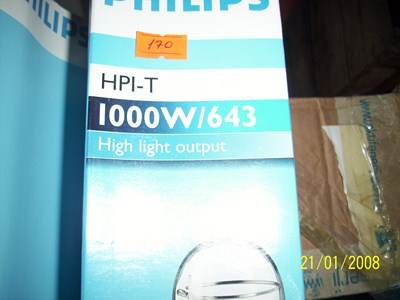 PHILIPS
170
HPI-T
1000W/643
High light output
21/01/2008